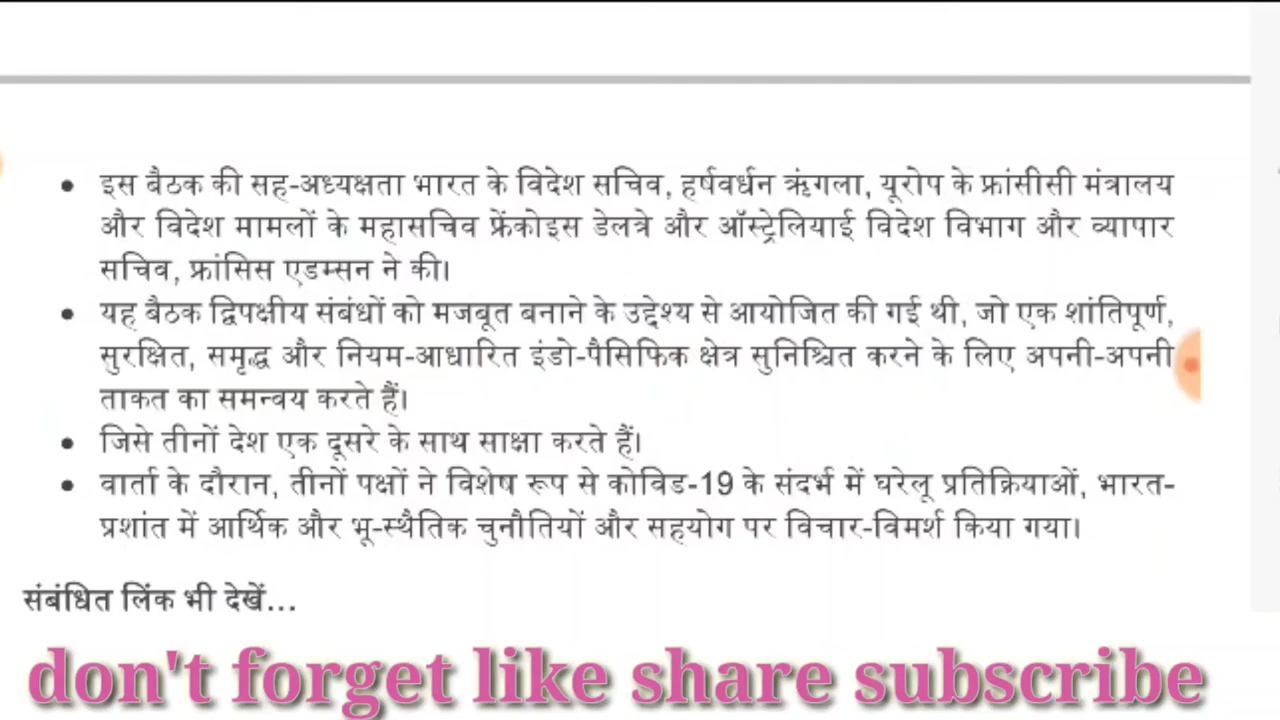 • इस बैठक की सह-अध्यक्षता भारत के विदेश सचिव, हर्षवर्धन ऋंगला, यूरोप के फ्रांसीसी मंत्रालय
और विदेश मामलों के महासचिव फ्रेंकोइस डेलत्रे और ऑस्ट्रेलियाई विदेश विभाग और व्यापार
सचिव, फ्रांसिस एडम्सन ने की।
• यह बैठक द्विपक्षीय संबंधों को मजबूत बनाने के उद्देश्य से आयोजित की गई थी, जो एक शांतिपूर्ण,
सुरक्षित, समृद्ध और नियम-आधारित इंडो-पैसिफिक क्षेत्र सुनिश्चित करने के लिए अपनी-अपनी
ताकत का समन्वय करते हैं।
• जिसे तीनों देश एक दूसरे के साथ साक्षा करते हैं।
• वार्ता के दौरान, तीनों पक्षों ने विशेष रूप से कोविड-19 के संदर्भ में घरेलू प्रतिक्रियाओं, भारत-
प्रशांत में आर्थिक और भू-स्थैतिक चुनौतियों और सहयोग पर विचार-विमर्श किया गया।
संबंधित लिंक भी देखें...
don't forget like share subscribe